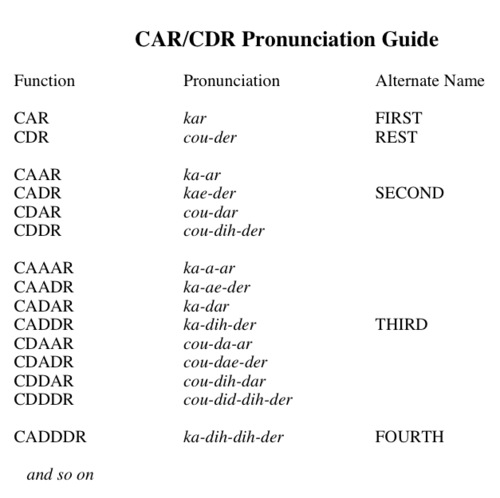 CAR/CDR Pronunciation Guide
Function Pronunciation Alternate Name
CAR kar FIRST
CDR cou-der REST
CAAR ka-ar
CADR kae-der SECOND
CDAR cou-dar
CDDR cou-dih-der
CAAAR ka-a-ar
CAADR ka-ae-der
CADAR ka-dar
CADDR ka-dih-der THIRD
CDAAR cou-da-ar
CDADR cou-dae-der
CDDAR cou-dih-dar
CDDDR cou-did-dih-der
CADDDR ka-dih-dih-der FOURTH
and so on